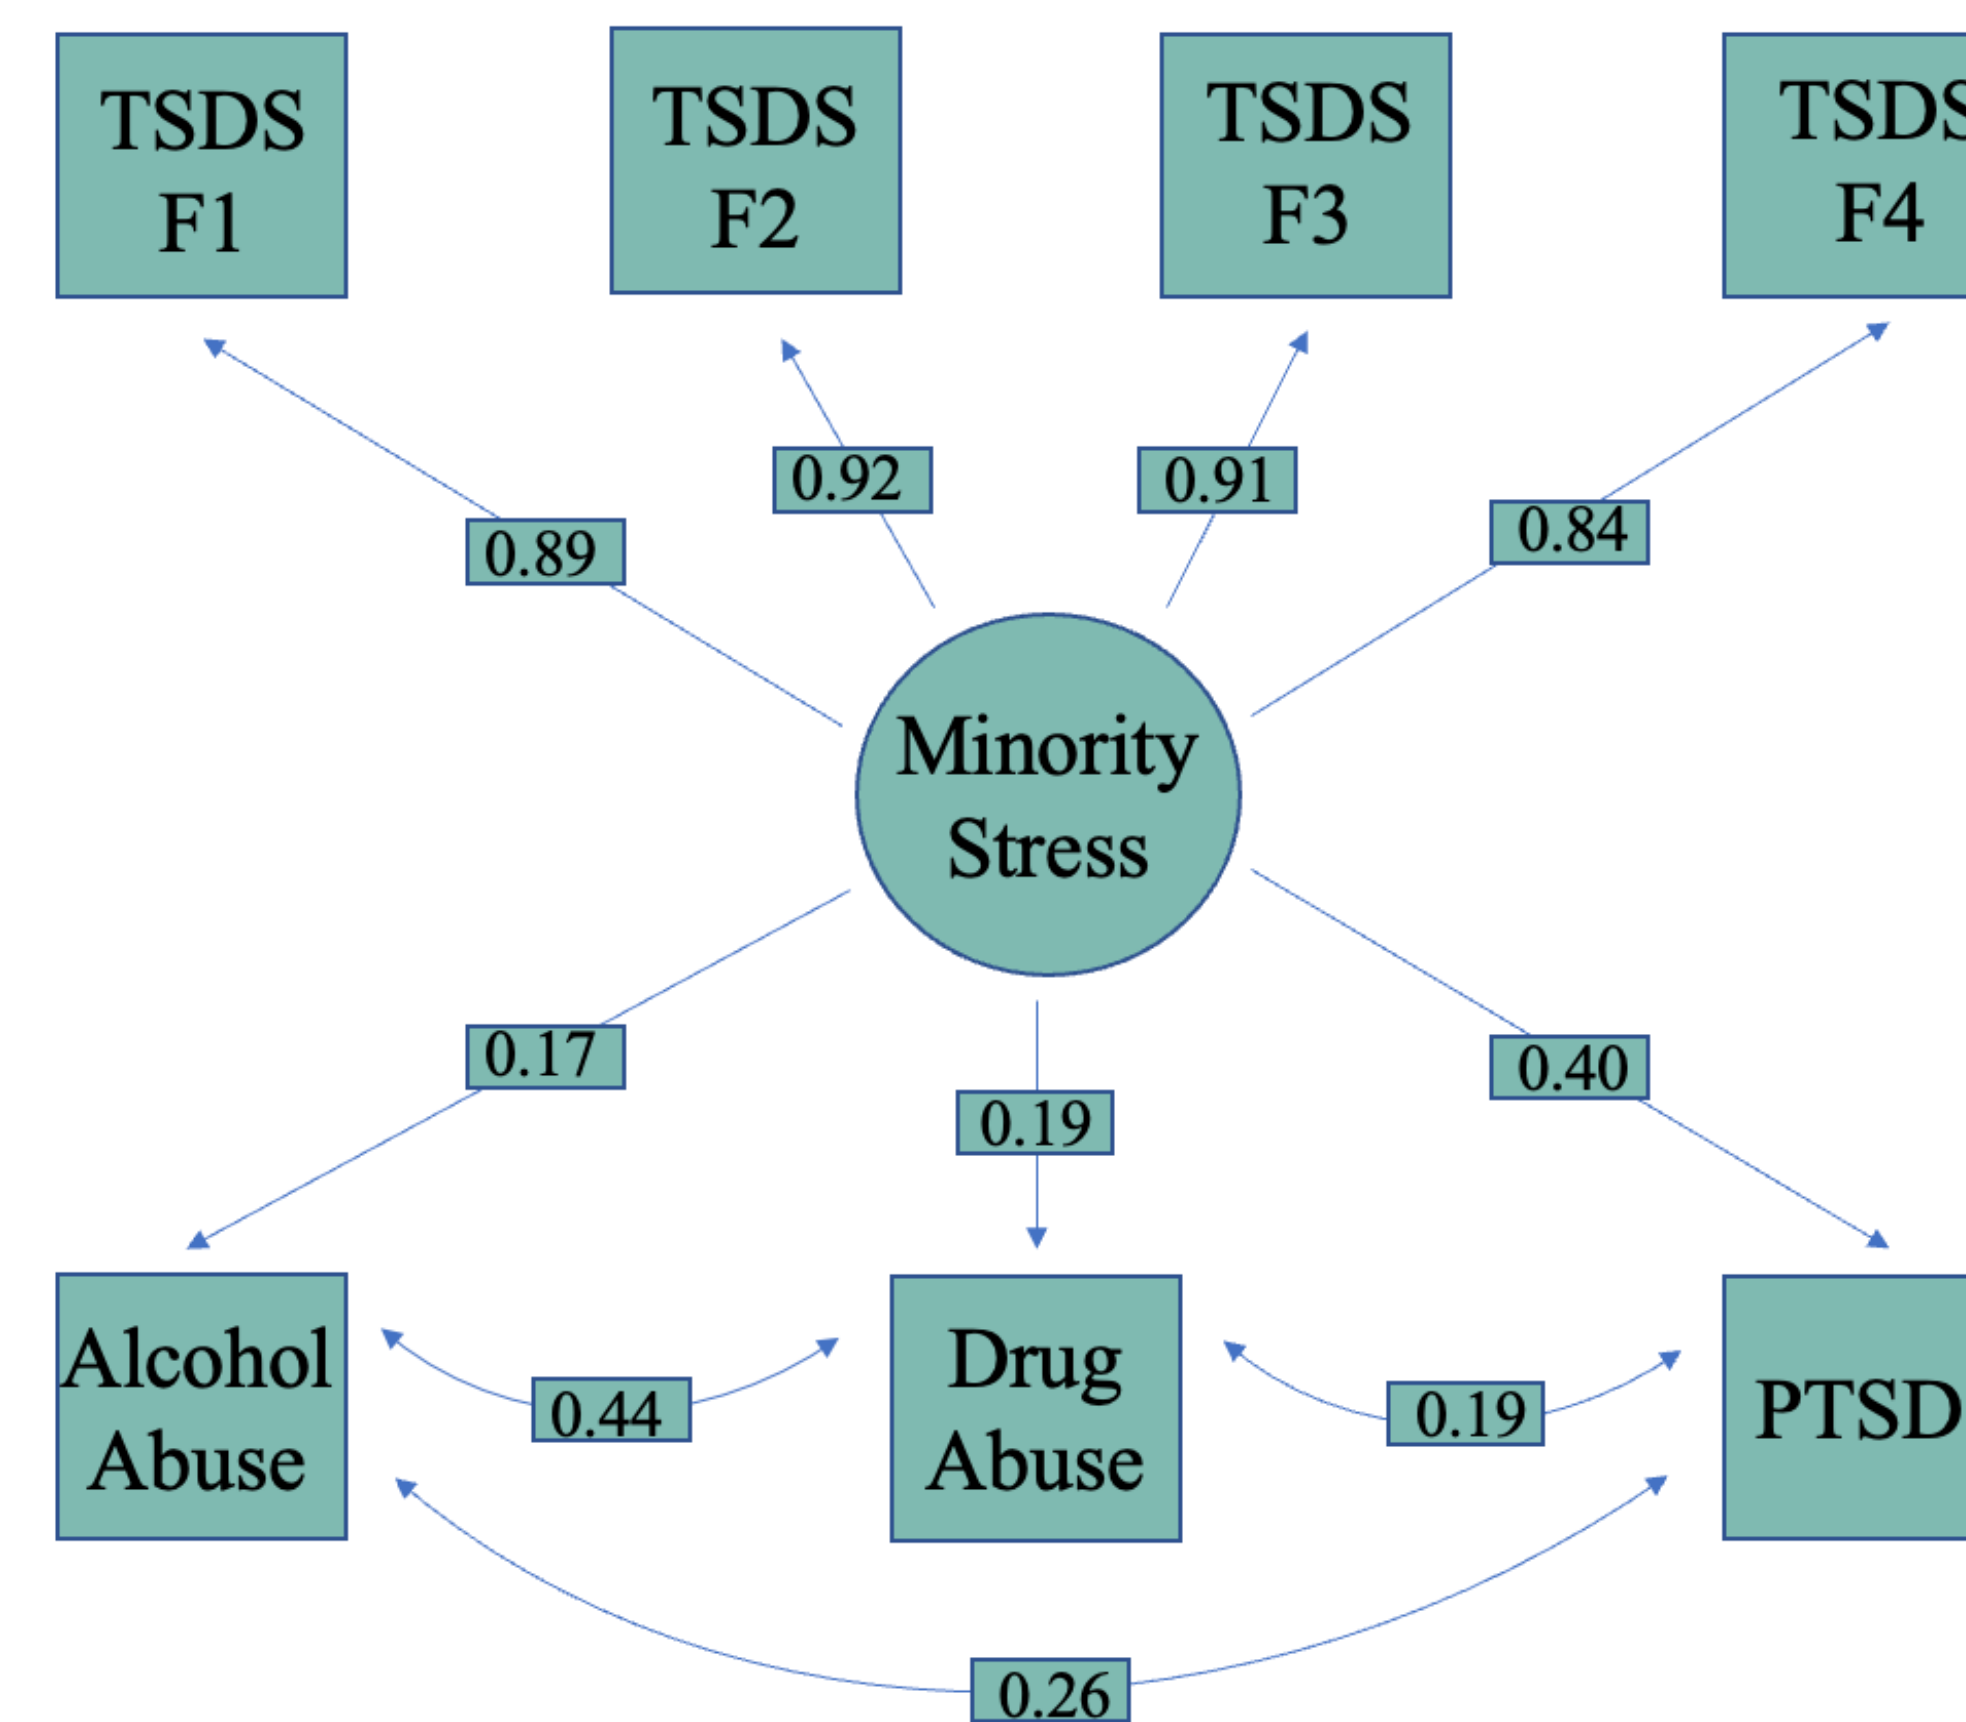 TSDS
F1
TSDS
F2
TSDS
F3
TSDS
F4
0.89
0.92
0.91
0.84
Minority
Stress
0.17
0.19
0.40
Alcohol
Abuse
0.44
Drug
Abuse
0.19
PTSD
0.26